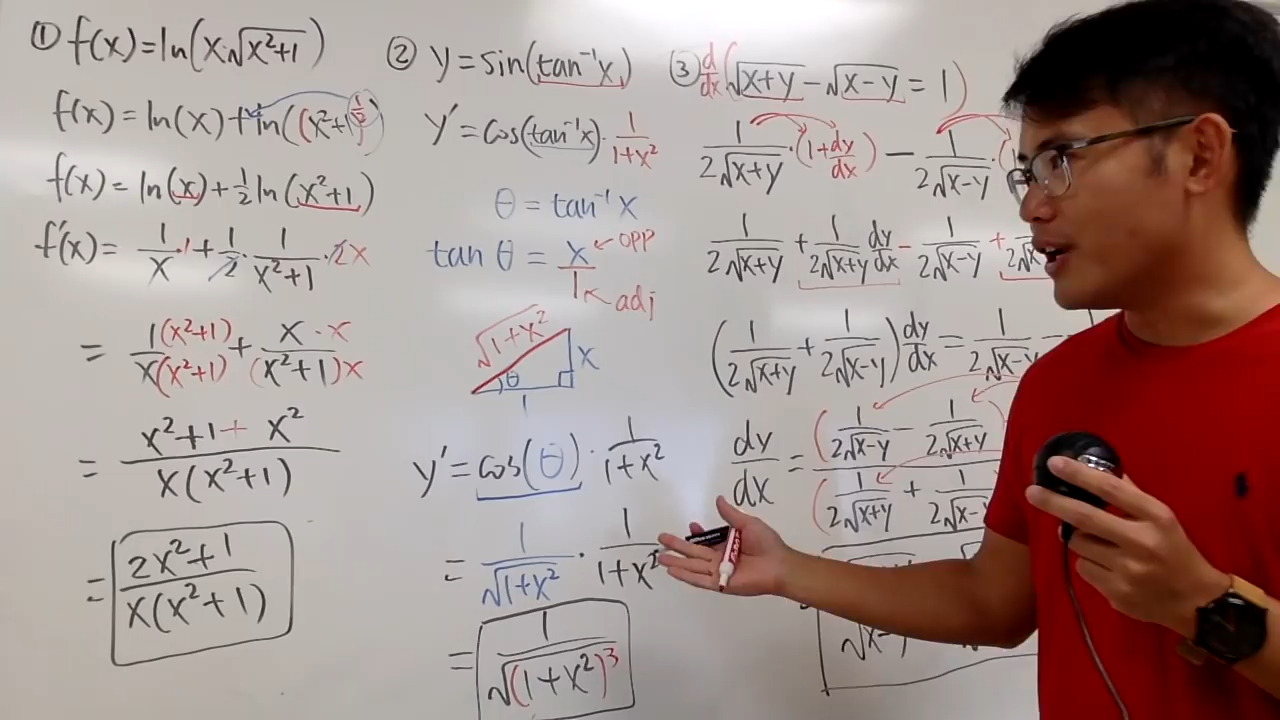 ① f(x)=ln(x·√(x²+1))
f(x)=ln(x)+ln((x²+1)^(1/2))
f(x)=ln(x)+1/2 ln(x²+1)
f'(x)= 1/x·1+1/2·1/(x²+1)·2x
= 1(x²+1)/x(x²+1)+x·x/(x²+1)x
= (x²+1+x²)/(x(x²+1))
= (2x²+1)/(x(x²+1))
② y=sin(tan⁻¹x)
y'=cos(tan⁻¹x)·1/(1+x²)
θ=tan⁻¹x
tan θ = x/1
← OPP
← adj
√(1+x²)
x
θ
1
y'=cos(θ)·1/(1+x²)
= 1/√(1+x²)·1/(1+x²)
= 1/√((1+x²)³)
③ d/dx(√(x+y)-√(x-y)=1)
1/(2√(x+y))·(1+dy/dx)-1/(2√(x-y))·(1
1/(2√(x+y))+1/(2√(x+y)) dy/dx-1/(2√(x-y))+
(1/(2√(x+y))+1/(2√(x-y)))dy/dx=1/(2√(x-y))-
dy/dx=(1/(2√(x-y))-1/(2√(x+y)))/(1/(2√(x+y))+1/(2√(x-y)))